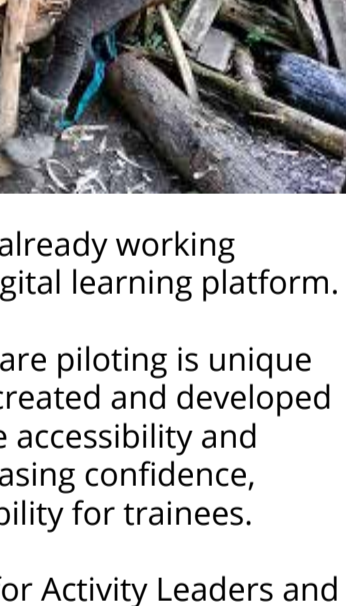 already working
gital learning platform.
are piloting is unique
created and developed
e accessibility and
asing confidence,
bility for trainees.
or Activity Leaders and